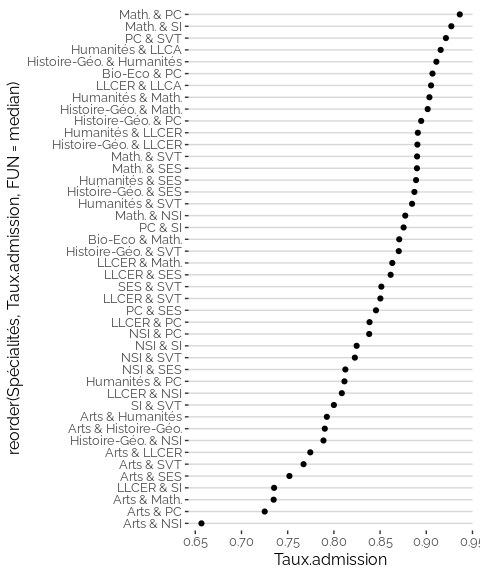 Math. & PC
Math. & SI
PC & SVT
Humanités & LLCA
Histoire-Géo. & Humanités
Bio-Eco & PC
LLCER & LLCA
Humanités & Math.
Histoire-Géo. & Math.
Histoire-Géo. & PC
Humanités & LLCER
Histoire-Géo. & LLCER
Math. & SVT
Math. & SES
Humanités & SES
Histoire-Géo. & SES
Humanités & SVT
Math. & NSI
PC & SI
Bio-Eco & Math.
Histoire-Géo. & SVT
LLCER & Math.
LLCER & SES
SES & SVT
LLCER & SVT
PC & SES
LLCER & PC
NSI & PC
NSI & SI
NSI & SVT
NSI & SES
Humanités & PC
LLCER & NSI
SI & SVT
Arts & Humanités
Arts & Histoire-Géo.
Histoire-Géo. & NSI
Arts & LLCER
Arts & SVT
Arts & SES
LLCER & SI
Arts & Math.
Arts & PC
Arts & NSI
reorder(Spécialités, Taux.admission, FUN = median)
0.65 0.70 0.75 0.80 0.85 0.90 0.95
Taux.admission